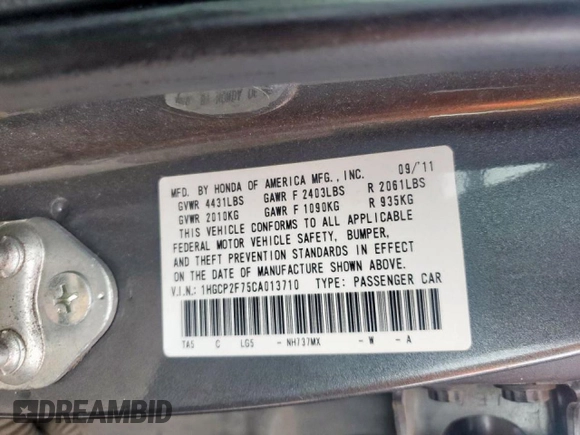 MFD. BY HONDA OF AMERICA MFG., INC. 09/'11
GVWR 4431LBS GAWR F 2403LBS R 2061LBS
GVWR 2010KG GAWR F 1090KG R 935KG
THIS VEHICLE CONFORMS TO ALL APPLICABLE
FEDERAL MOTOR VEHICLE SAFETY, BUMPER,
AND THEFT PREVENTION STANDARDS IN EFFECT
ON THE DATE OF MANUFACTURE SHOWN ABOVE.
V.I.N.: 1HGCP2F75CA013710 TYPE: PASSENGER CAR
TA5 C LG5 - NH737MX - W - A
DREAMBID